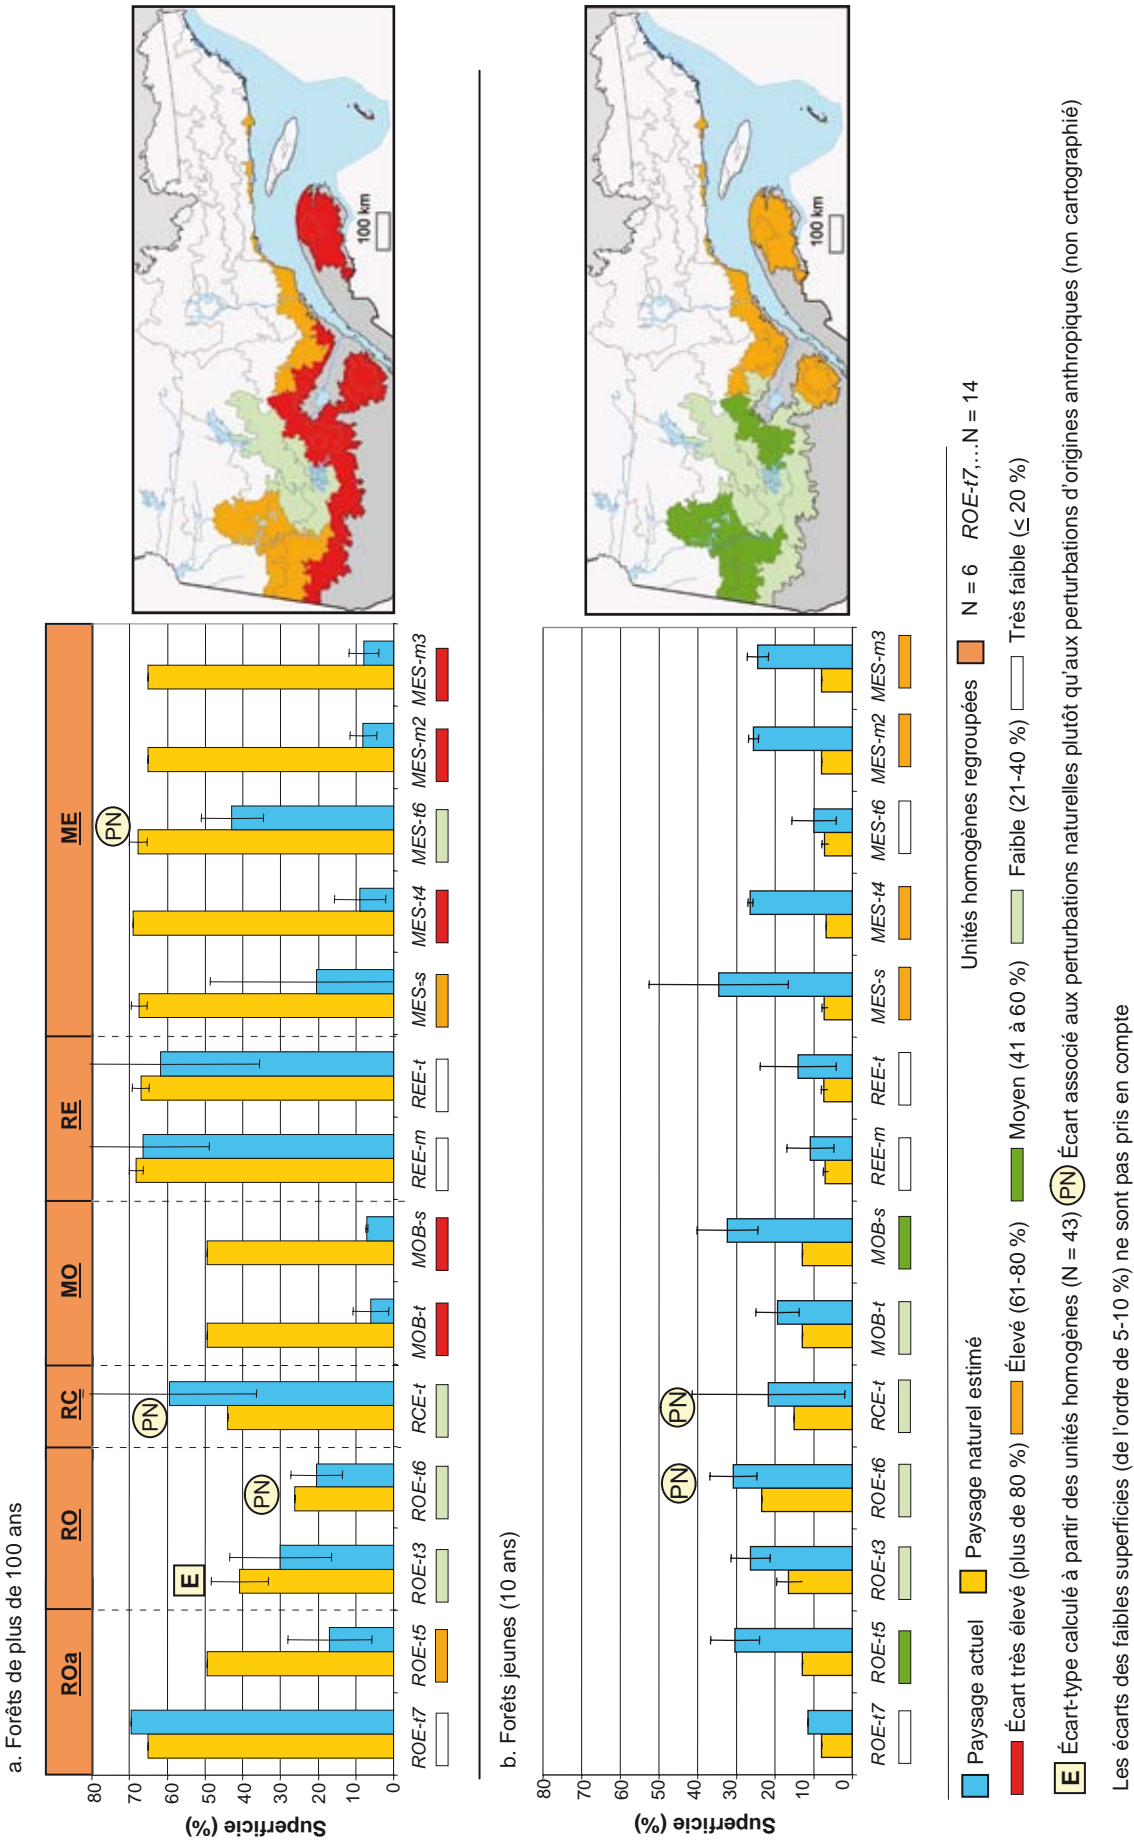 a. Forêts de plus de 100 ans
ROa RO RC MO RE ME
Superficie (%)
80
70
60
50
40
30
20
10
0
E
PN
PN
PN
ROE-t7 ROE-t5 ROE-t3 ROE-t6 RCE-t MOB-t MOB-s REE-m REE-t MES-s MES-t4 MES-t6 MES-m2 MES-m3
100 km
b. Forêts jeunes (10 ans)
Superficie (%)
80
70
60
50
40
30
20
10
0
PN
PN
ROE-t7 ROE-t5 ROE-t3 ROE-t6 RCE-t MOB-t MOB-s REE-m REE-t MES-s MES-t4 MES-t6 MES-m2 MES-m3
100 km
Paysage actuel Paysage naturel estimé Unités homogènes regroupées N = 6 ROE-t7,...N = 14
Écart très élevé (plus de 80 %) Élevé (61-80 %) Moyen (41 à 60 %) Faible (21-40 %) Très faible (≤ 20 %)
E Écart-type calculé à partir des unités homogènes (N = 43) PN Écart associé aux perturbations naturelles plutôt qu'aux perturbations d'origines anthropiques (non cartographié)
Les écarts des faibles superficies (de l'ordre de 5-10 %) ne sont pas pris en compte